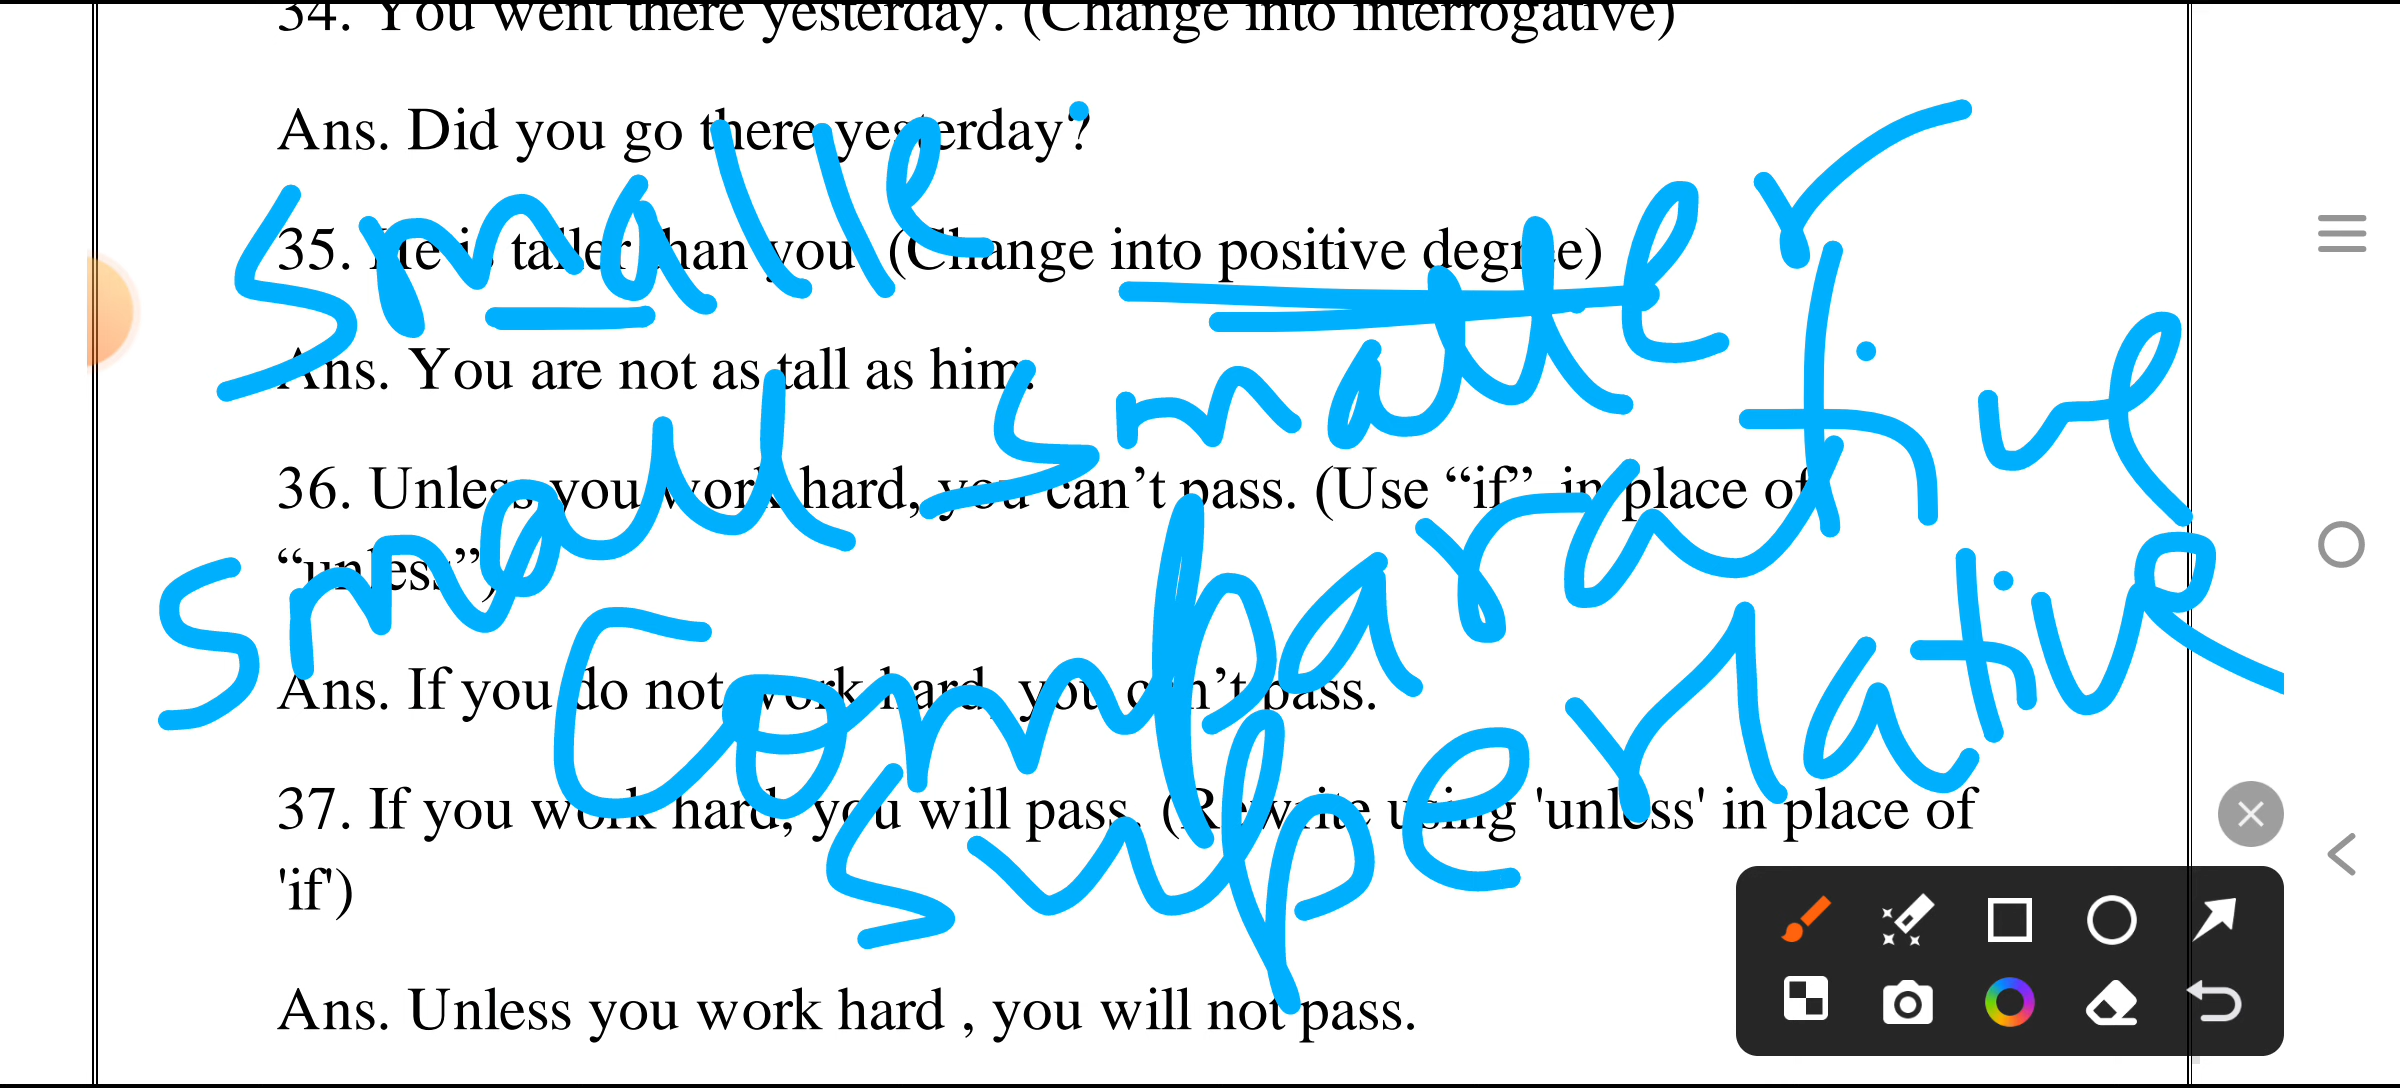 34. You went there yesterday. (Change into interrogative)
Ans. Did you go there yesterday?
35. He is taller than you. (Change into positive degree)
Ans. You are not as tall as him.
36. Unless you work hard, you can’t pass. (Use “if” in place of
“unless”)
Ans. If you do not work hard, you can’t pass.
37. If you work hard, you will pass. (Rewrite using 'unless' in place of
'if')
Ans. Unless you work hard , you will not pass.
smalle
small
comparative
superlative